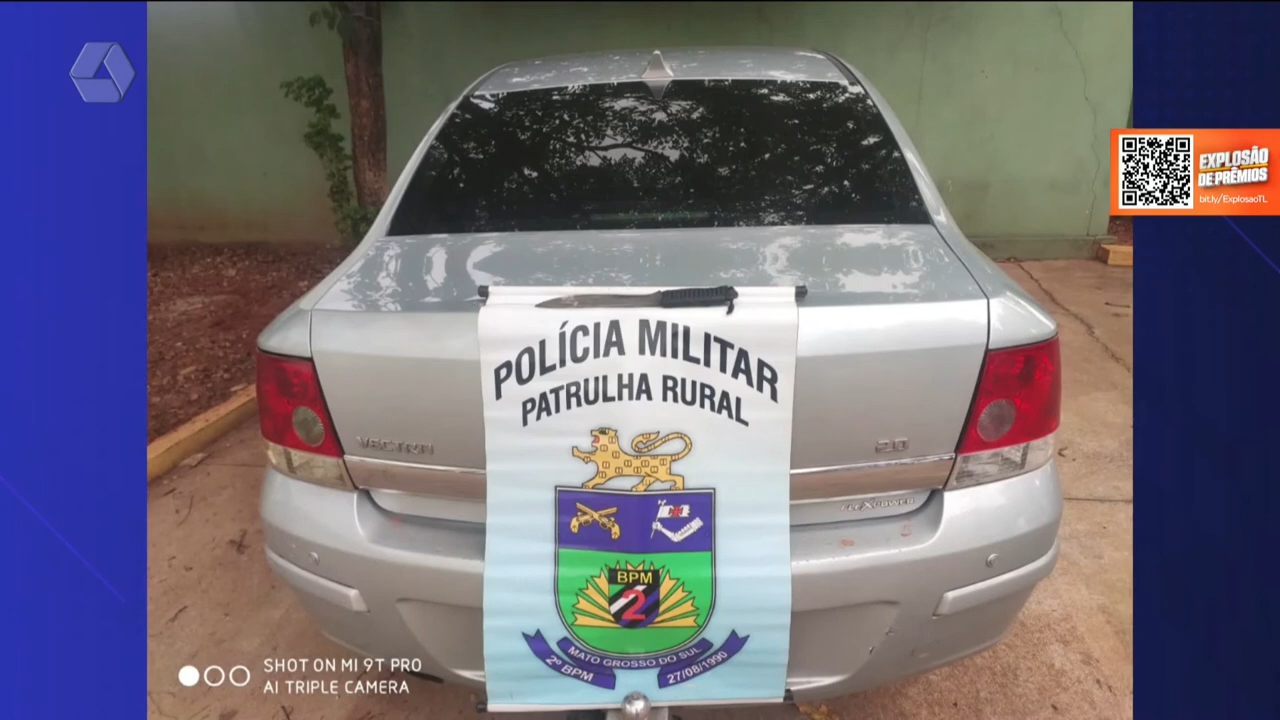 EXPLOSÃO
DE PRÊMIOS
bit.ly/ExplosaoTL
POLÍCIA MILITAR
PATRULHA RURAL
VECTRA
2.0
FLEXPOWER
BPM
2
MATO GROSSO DO SUL
2º BPM
27/08/1990
SHOT ON MI 9T PRO
AI TRIPLE CAMERA